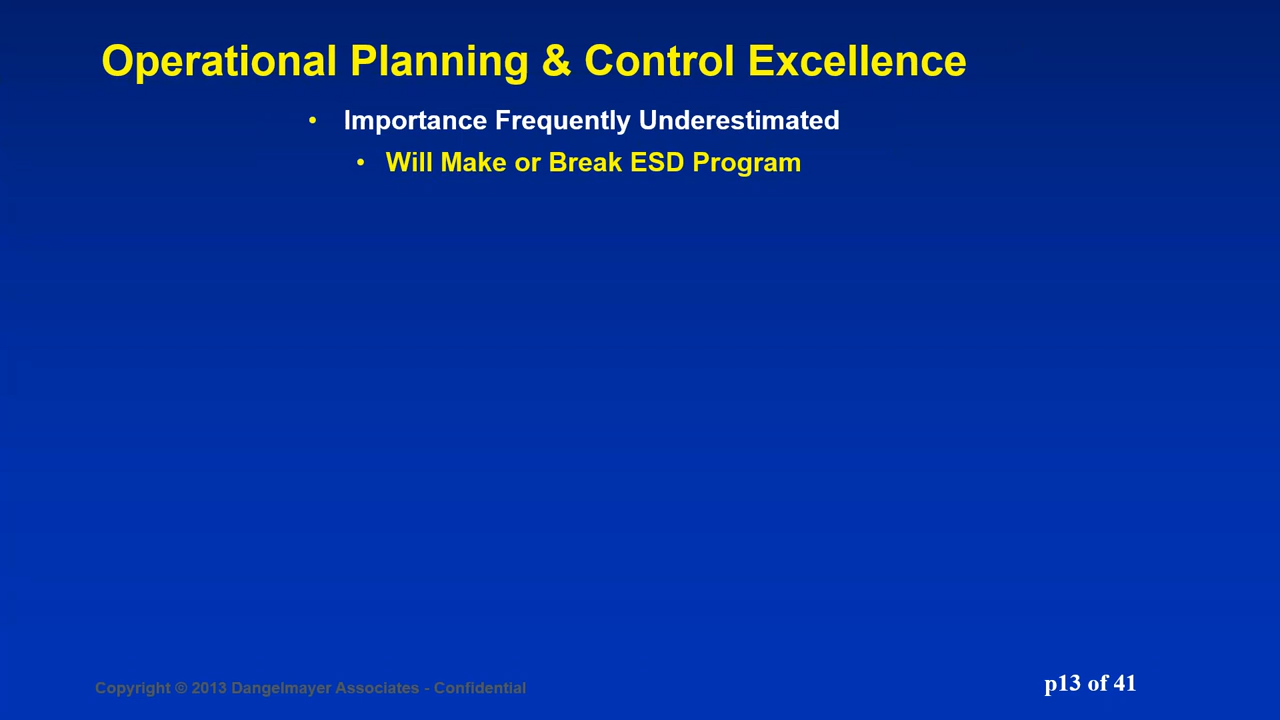 Operational Planning & Control Excellence
• Importance Frequently Underestimated
• Will Make or Break ESD Program
Copyright © 2013 Dangelmayer Associates - Confidential
p13 of 41